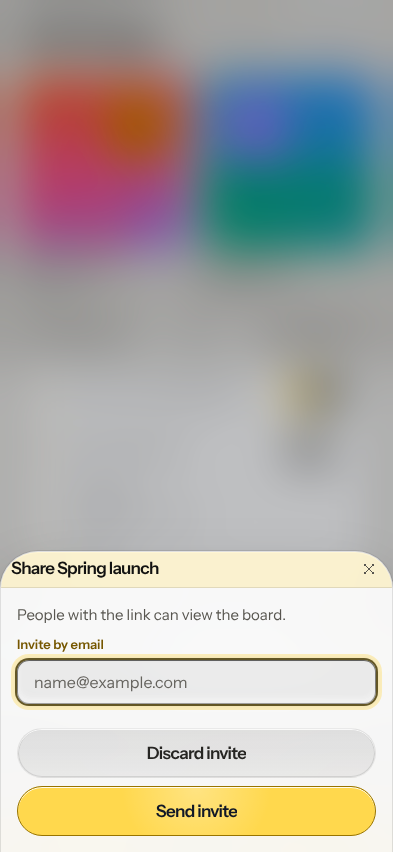 Share Spring launch
People with the link can view the board.
Invite by email
name@example.com
Discard invite
Send invite